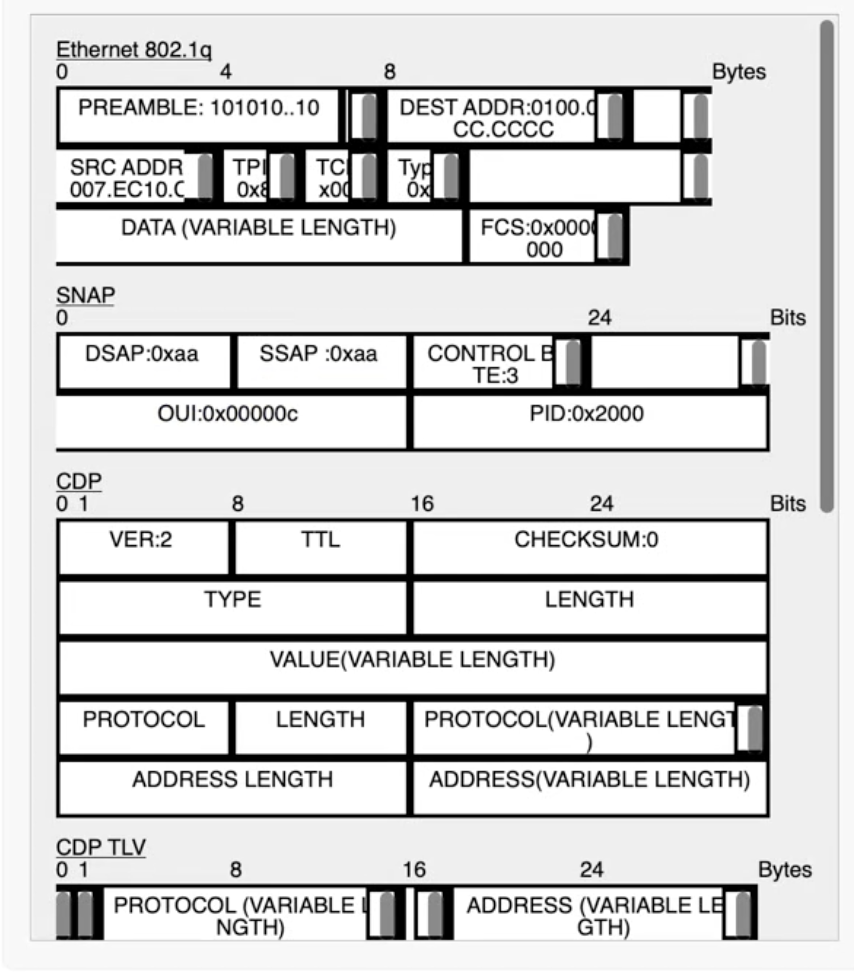 Ethernet 802.1q
0 4 8 Bytes
PREAMBLE: 101010..10 DEST ADDR:0100.0
CC.CCCC
SRC ADDR TPI TCI Typ
007.EC10.C 0x8 x00 0x
DATA (VARIABLE LENGTH) FCS:0x0000
000
SNAP
0 24 Bits
DSAP:0xaa SSAP :0xaa CONTROL B
TE:3
OUI:0x00000c PID:0x2000
CDP
0 1 8 16 24 Bits
VER:2 TTL CHECKSUM:0
TYPE LENGTH
VALUE(VARIABLE LENGTH)
PROTOCOL LENGTH PROTOCOL(VARIABLE LENGT
)
ADDRESS LENGTH ADDRESS(VARIABLE LENGTH)
CDP TLV
0 1 8 16 24 Bytes
PROTOCOL (VARIABLE L ADDRESS (VARIABLE LE
NGTH) GTH)